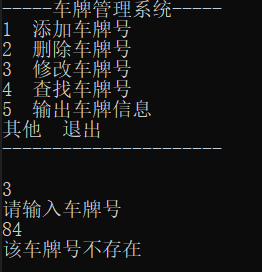 -----车牌管理系统-----
1  添加车牌号
2  删除车牌号
3  修改车牌号
4  查找车牌号
5  输出车牌信息
其他  退出
----------------------
3
请输入车牌号
84
该车牌号不存在